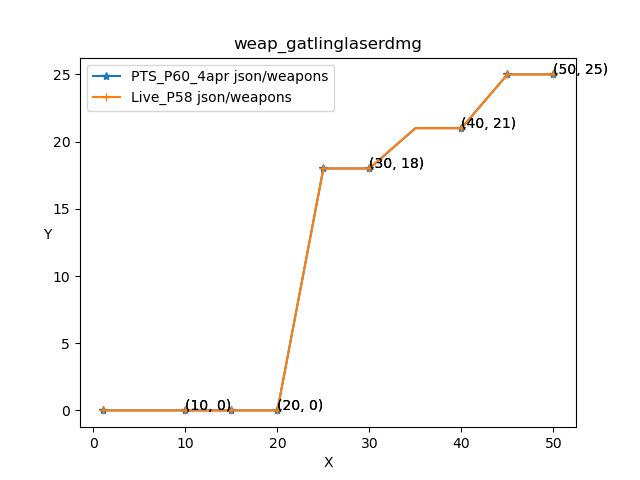 weap_gatlinglaserdmg
PTS_P60_4apr json/weapons
Live_P58 json/weapons
(50, 25)
(40, 21)
(30, 18)
(10, 0)
(20, 0)
25
20
15
10
5
0
Y
0 10 20 30 40 50
X